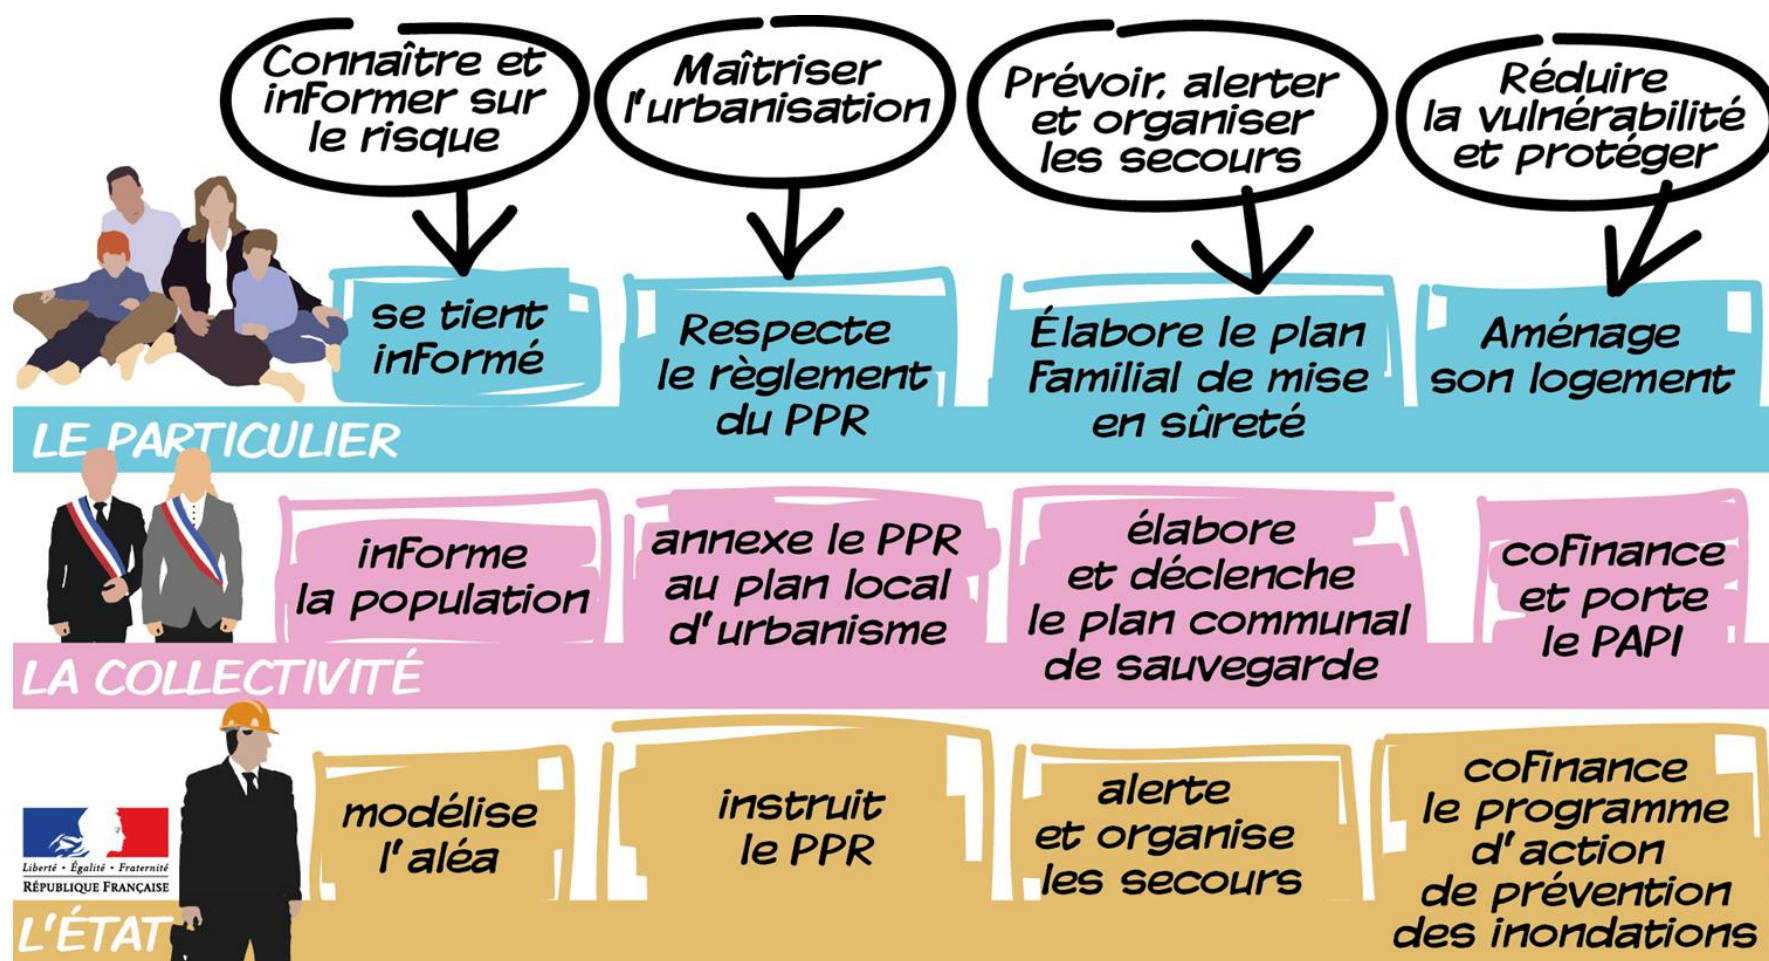 Connaître et
informer sur
le risque
Maîtriser
l'urbanisation
Prévoir, alerter
et organiser
les secours
Réduire
la vulnérabilité
et protéger
se tient
informé
Respecte
le règlement
du PPR
Élabore le plan
familial de mise
en sûreté
Aménage
son logement
LE PARTICULIER
informe
la population
annexe le PPR
au plan local
d'urbanisme
élabore
et déclenche
le plan communal
de sauvegarde
cofinance
et porte
le PAPI
LA COLLECTIVITÉ
modélise
l'aléa
instruit
le PPR
alerte
et organise
les secours
cofinance
le programme
d'action
de prévention
des inondations
Liberté • Égalité • Fraternité
RÉPUBLIQUE FRANÇAISE
L'ÉTAT